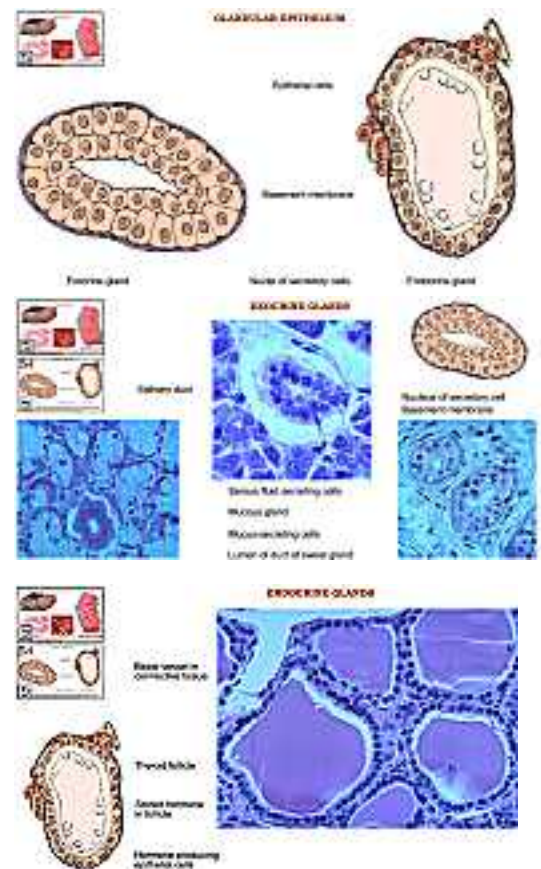 GLANDULAR EPITHELIUM
Epithelial cells
Basement membrane
Exocrine gland
Nuclei of secretory cells
Endocrine gland
EXOCRINE GLANDS
Salivary duct
Nucleus of secretory cell
Basement membrane
Serous fluid secreting cells
Mucous gland
Mucus-secreting cells
Lumen of duct of sweat gland
ENDOCRINE GLANDS
Blood vessel in
connective tissue
Thyroid follicle
Stored hormone
in follicle
Hormone producing
epithelial cells